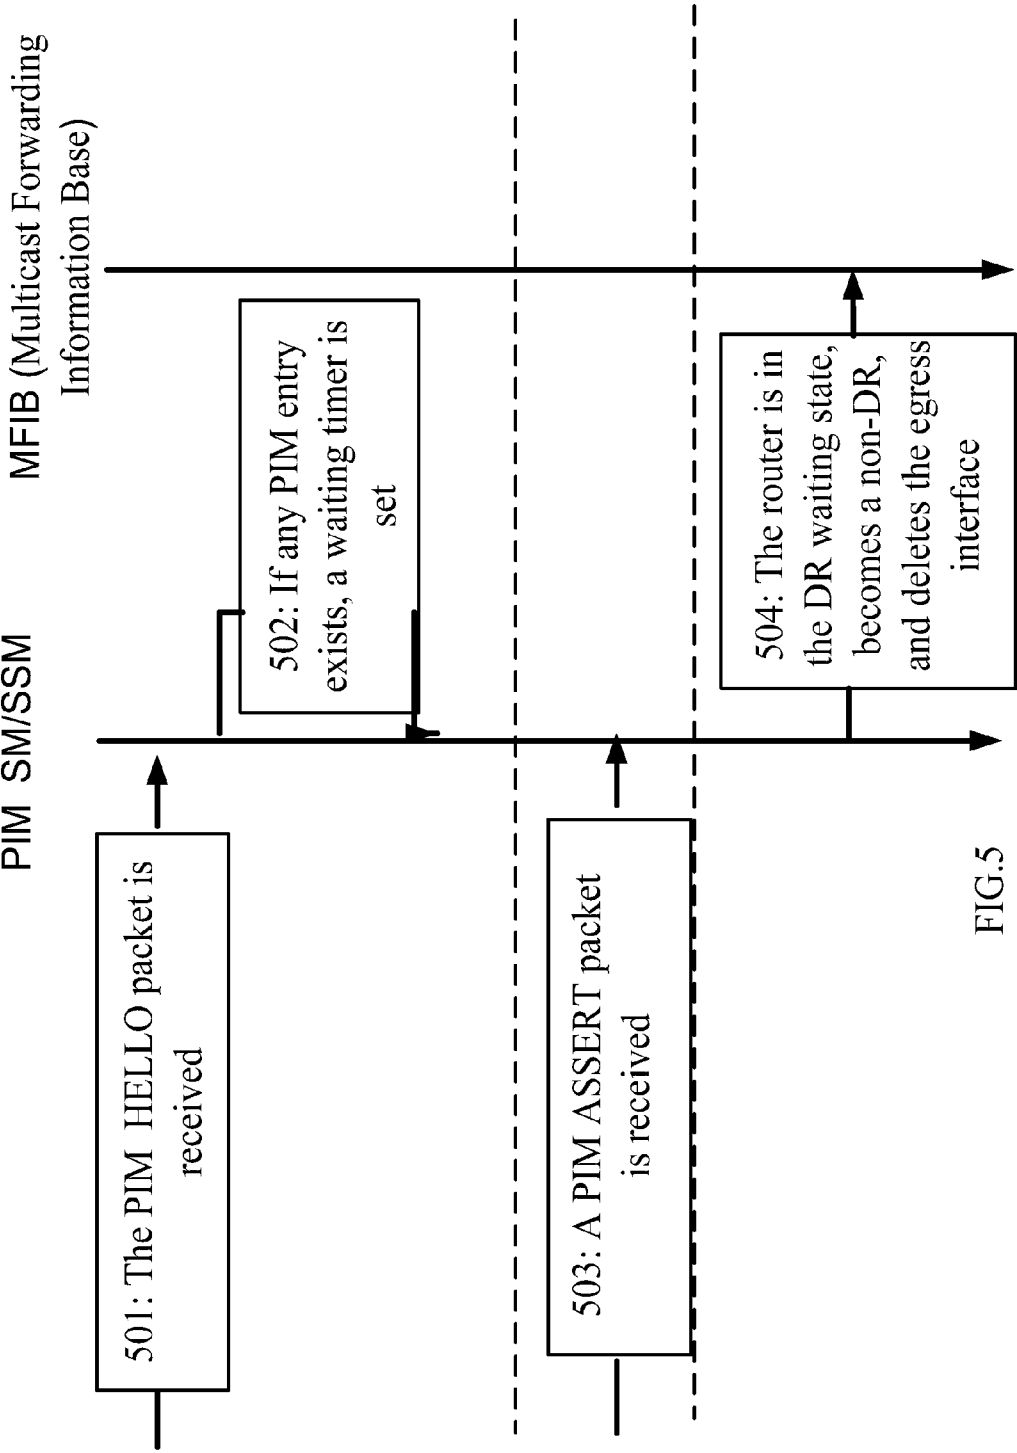 PIM SM/SSM
MFIB (Multicast Forwarding
Information Base)
501: The PIM HELLO packet is
received
502: If any PIM entry
exists, a waiting timer is
set
503: A PIM ASSERT packet
is received
504: The router is in
the DR waiting state,
becomes a non-DR,
and deletes the egress
interface
FIG.5